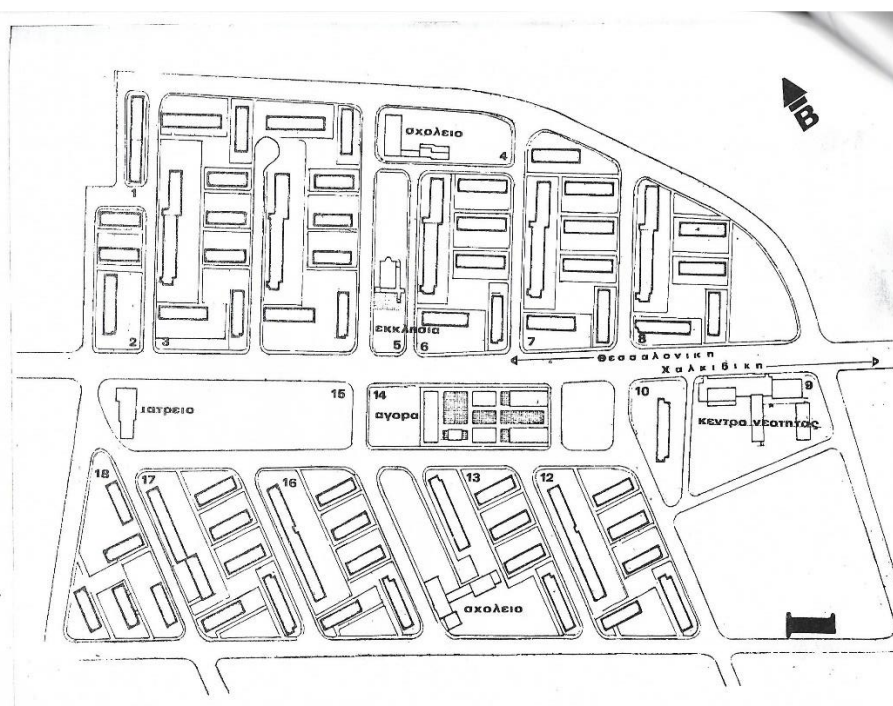 Β
σχολειο
4
1
εκκλησια
2
3
5
6
7
8
Θεσσαλονικη
Χαλκιδικη
ιατρειο
15
14
αγορα
10
9
κεντρο νεοτητας
18
17
16
13
12
σχολειο